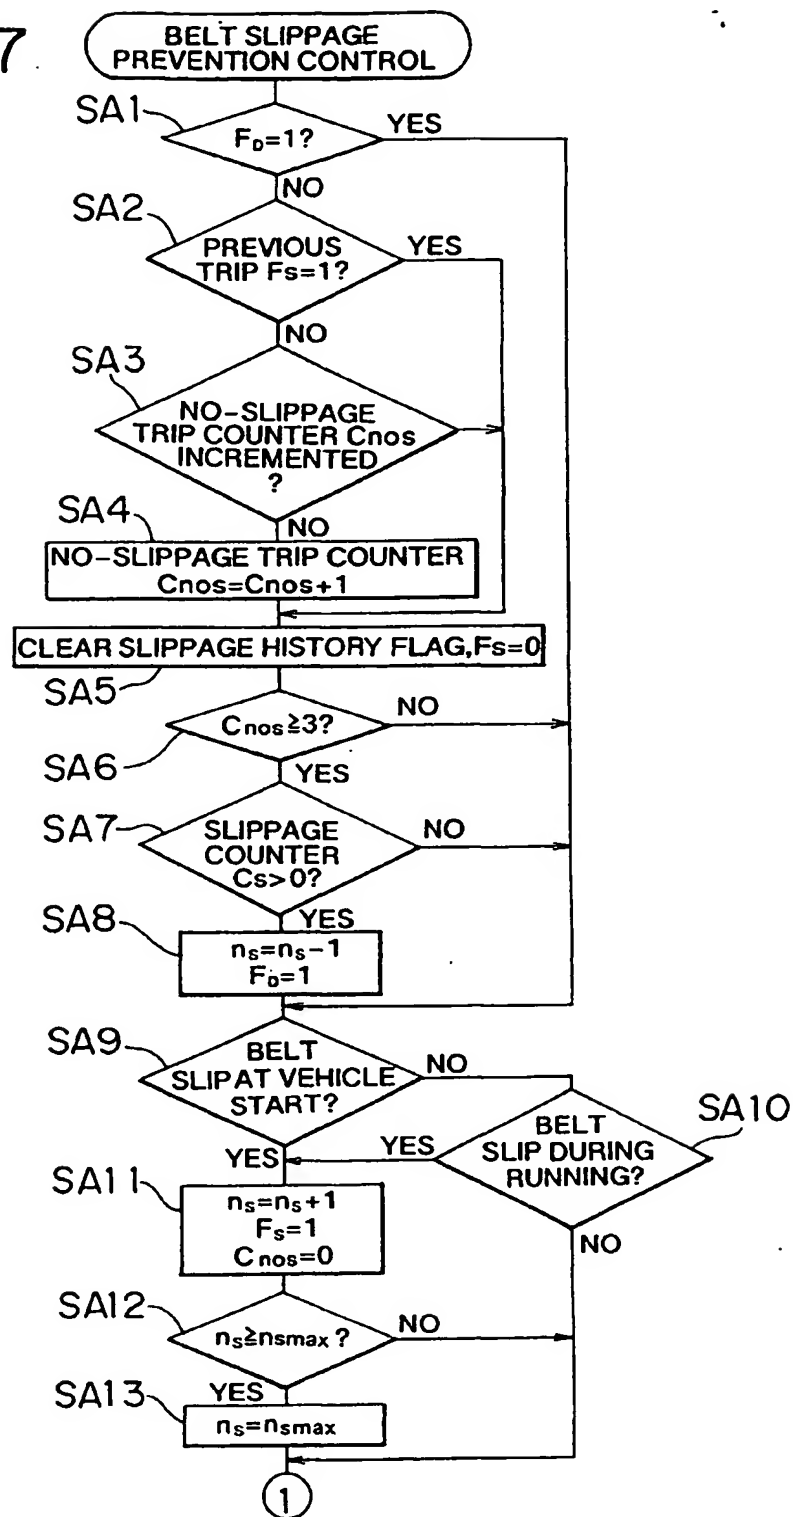 7
BELT SLIPPAGE
PREVENTION CONTROL
SA1
F_D=1?
YES
NO
SA2
PREVIOUS
TRIP Fs=1?
YES
NO
SA3
NO-SLIPPAGE
TRIP COUNTER Cnos
INCREMENTED
?
NO
SA4
NO-SLIPPAGE TRIP COUNTER
Cnos=Cnos+1
CLEAR SLIPPAGE HISTORY FLAG,Fs=0
SA5
Cnos≧3?
NO
SA6
YES
SA7
SLIPPAGE
COUNTER
Cs>0?
NO
YES
SA8
ns=ns-1
F_D=1
SA9
BELT
SLIP AT VEHICLE
START?
NO
YES
SA10
BELT
SLIP DURING
RUNNING?
YES
NO
SA11
ns=ns+1
Fs=1
Cnos=0
SA12
ns≧nsmax?
NO
YES
SA13
ns=nsmax
1